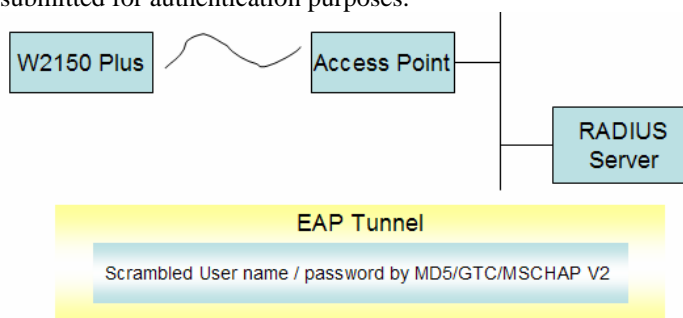 submitted for authentication purposes.
W2150 Plus
Access Point
RADIUS
Server
EAP Tunnel
Scrambled User name / password by MD5/GTC/MSCHAP V2